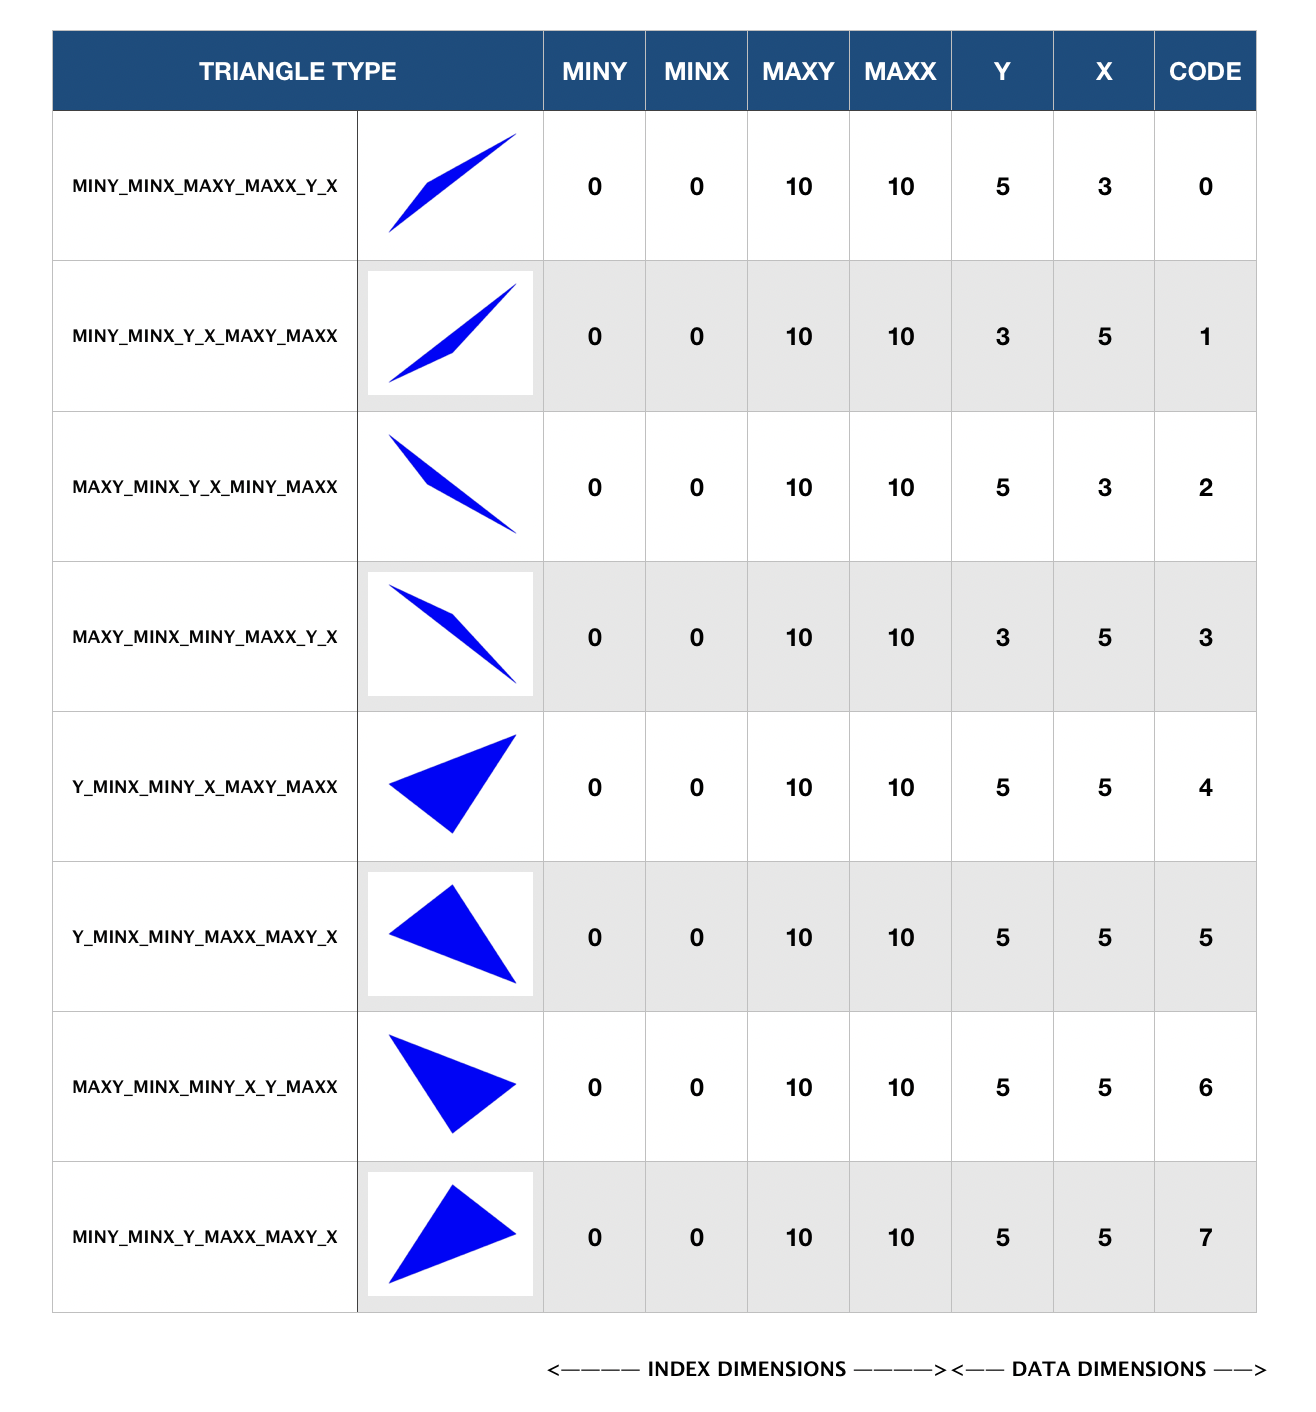 TRIANGLE TYPE MINY MINX MAXY MAXX Y X CODE
MINY_MINX_MAXY_MAXX_Y_X 0 0 10 10 5 3 0
MINY_MINX_Y_X_MAXY_MAXX 0 0 10 10 3 5 1
MAXY_MINX_Y_X_MINY_MAXX 0 0 10 10 5 3 2
MAXY_MINX_MINY_MAXX_Y_X 0 0 10 10 3 5 3
Y_MINX_MINY_X_MAXY_MAXX 0 0 10 10 5 5 4
Y_MINX_MINY_MAXX_MAXY_X 0 0 10 10 5 5 5
MAXY_MINX_MINY_X_Y_MAXX 0 0 10 10 5 5 6
MINY_MINX_Y_MAXX_MAXY_X 0 0 10 10 5 5 7
<———— INDEX DIMENSIONS ————><—— DATA DIMENSIONS ——>